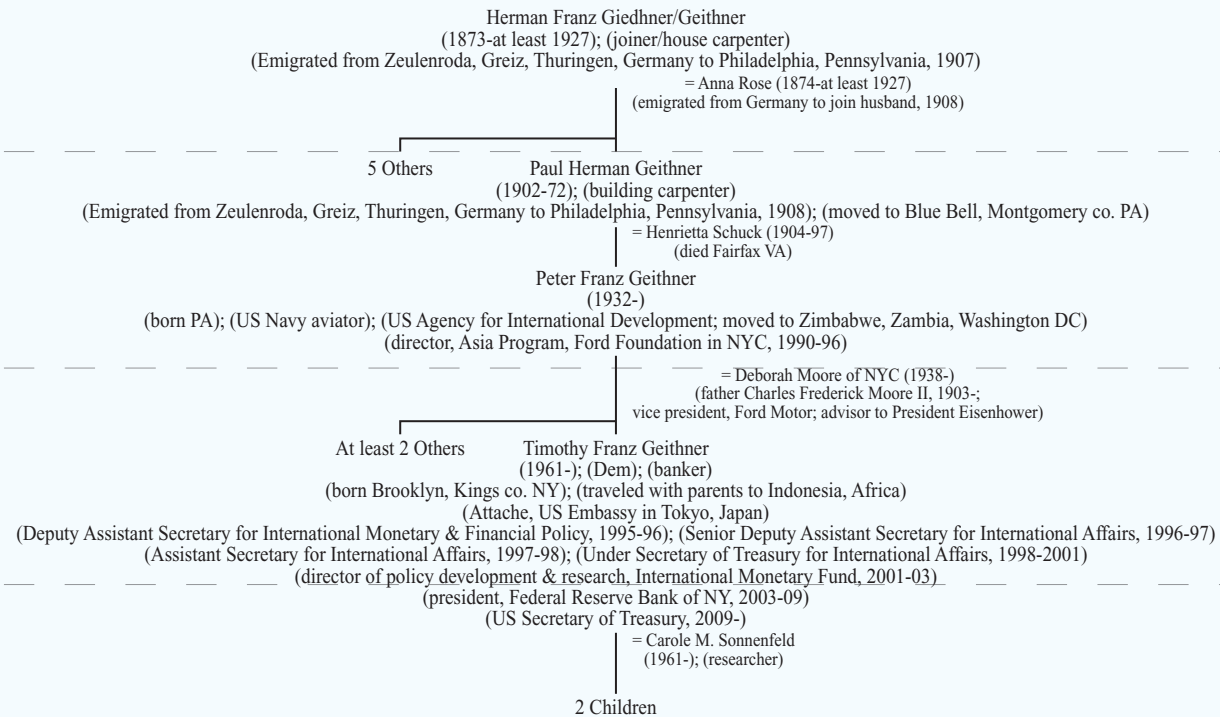 Herman Franz Giedhner/Geithner
(1873-at least 1927); (joiner/house carpenter)
(Emigrated from Zeulenroda, Greiz, Thuringen, Germany to Philadelphia, Pennsylvania, 1907)
= Anna Rose (1874-at least 1927)
(emigrated from Germany to join husband, 1908)
5 Others
Paul Herman Geithner
(1902-72); (building carpenter)
(Emigrated from Zeulenroda, Greiz, Thuringen, Germany to Philadelphia, Pennsylvania, 1908); (moved to Blue Bell, Montgomery co. PA)
= Henrietta Schuck (1904-97)
(died Fairfax VA)
Peter Franz Geithner
(1932-)
(born PA); (US Navy aviator); (US Agency for International Development; moved to Zimbabwe, Zambia, Washington DC)
(director, Asia Program, Ford Foundation in NYC, 1990-96)
= Deborah Moore of NYC (1938-)
(father Charles Frederick Moore II, 1903-;
vice president, Ford Motor; advisor to President Eisenhower)
At least 2 Others
Timothy Franz Geithner
(1961-); (Dem); (banker)
(born Brooklyn, Kings co. NY); (traveled with parents to Indonesia, Africa)
(Attache, US Embassy in Tokyo, Japan)
(Deputy Assistant Secretary for International Monetary & Financial Policy, 1995-96); (Senior Deputy Assistant Secretary for International Affairs, 1996-97)
(Assistant Secretary for International Affairs, 1997-98); (Under Secretary of Treasury for International Affairs, 1998-2001)
(director of policy development & research, International Monetary Fund, 2001-03)
(president, Federal Reserve Bank of NY, 2003-09)
(US Secretary of Treasury, 2009-)
= Carole M. Sonnenfeld
(1961-); (researcher)
2 Children